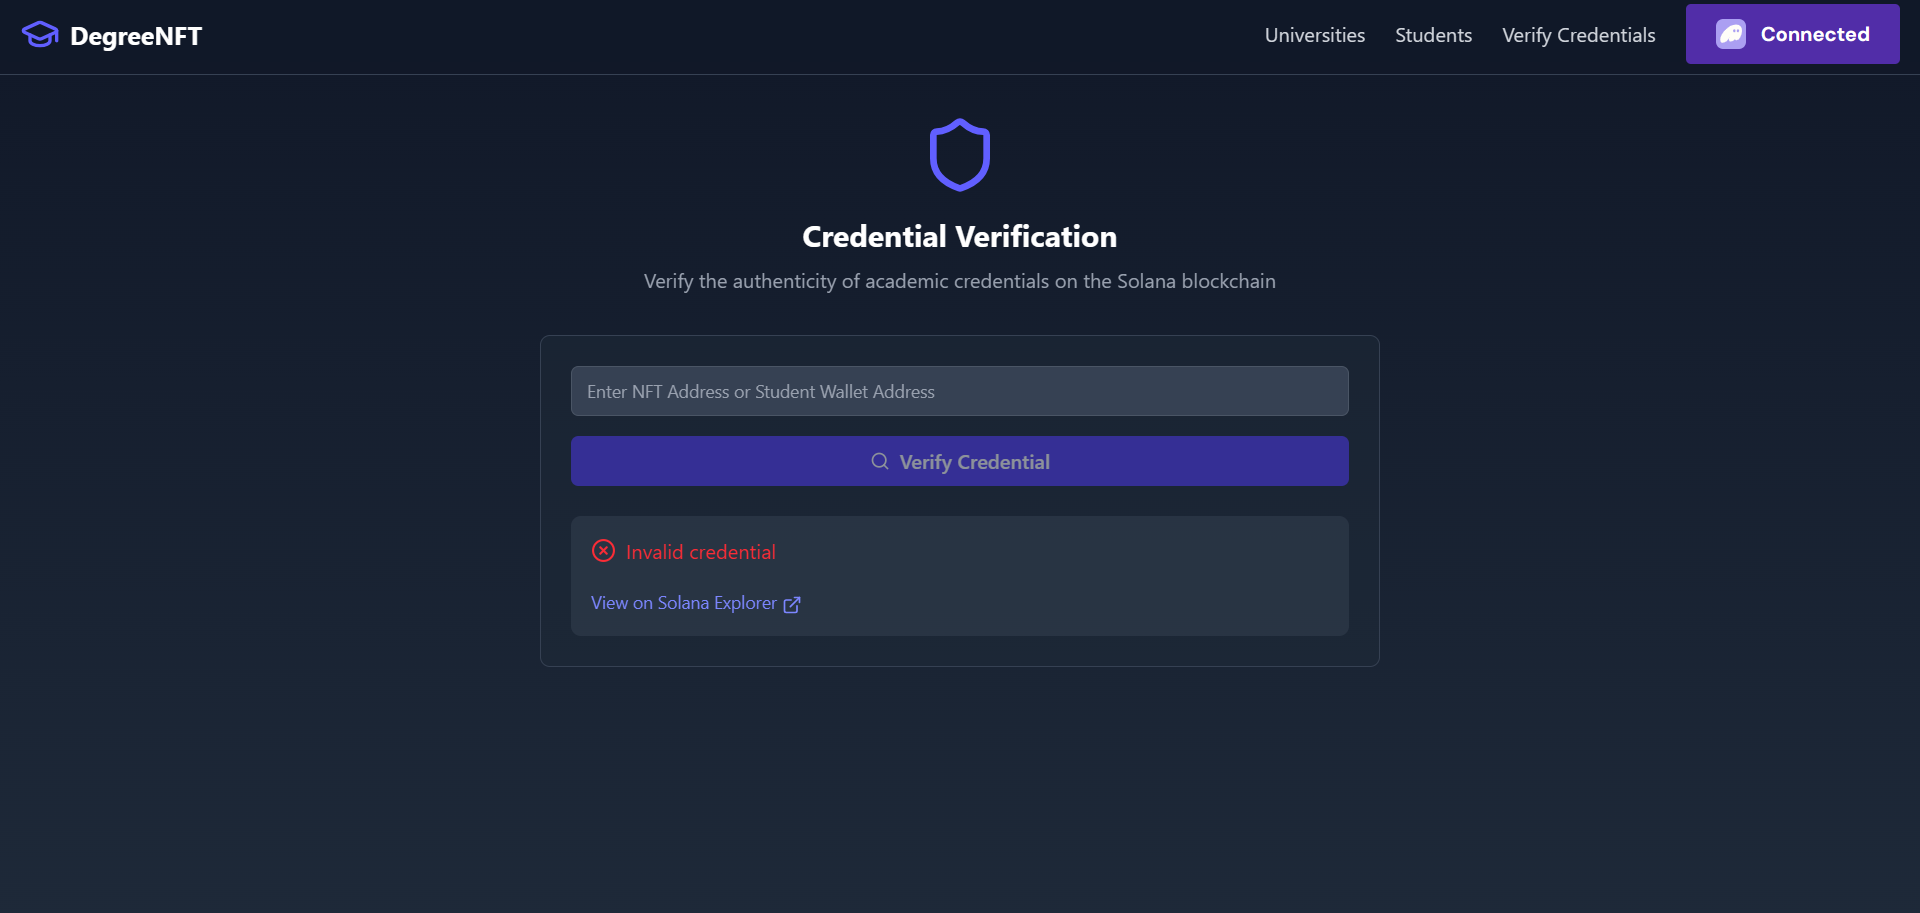 DegreeNFT
Universities
Students
Verify Credentials
Connected
Credential Verification
Verify the authenticity of academic credentials on the Solana blockchain
Enter NFT Address or Student Wallet Address
Verify Credential
Invalid credential
View on Solana Explorer